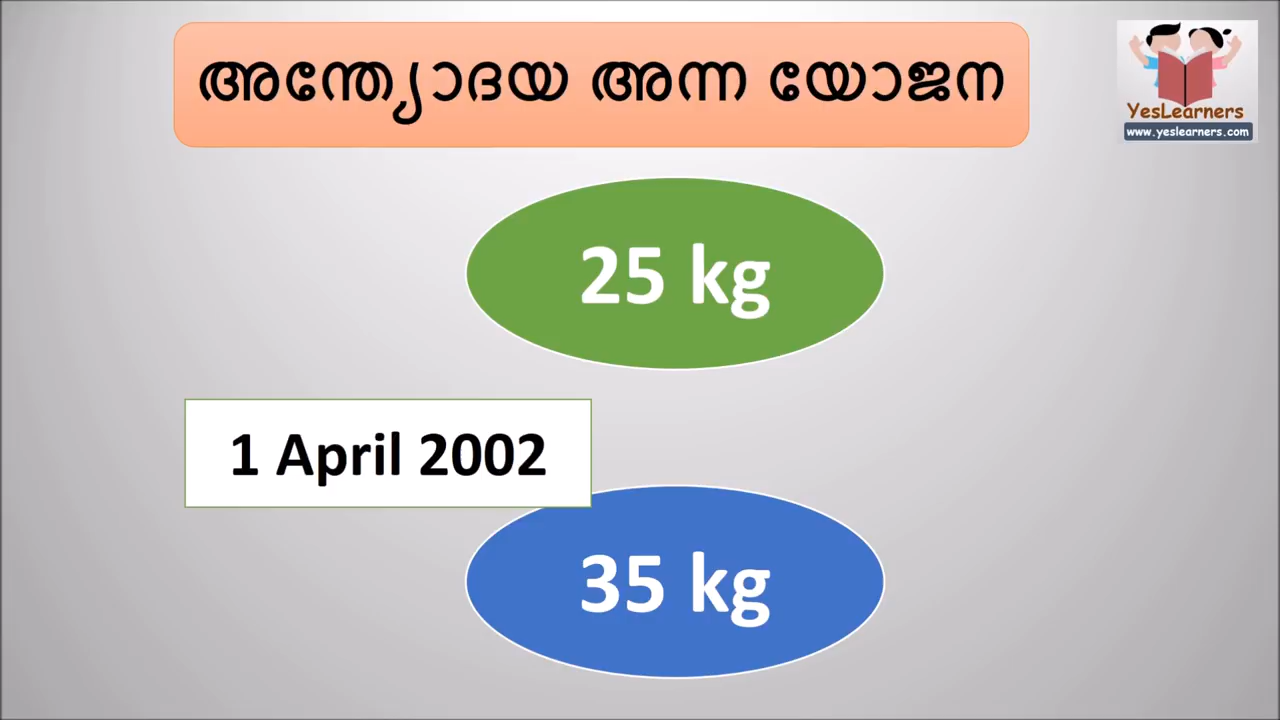 അന്ത്യോദയ അന്ന യോജന
YesLearners
www.yeslearners.com
25 kg
1 April 2002
35 kg